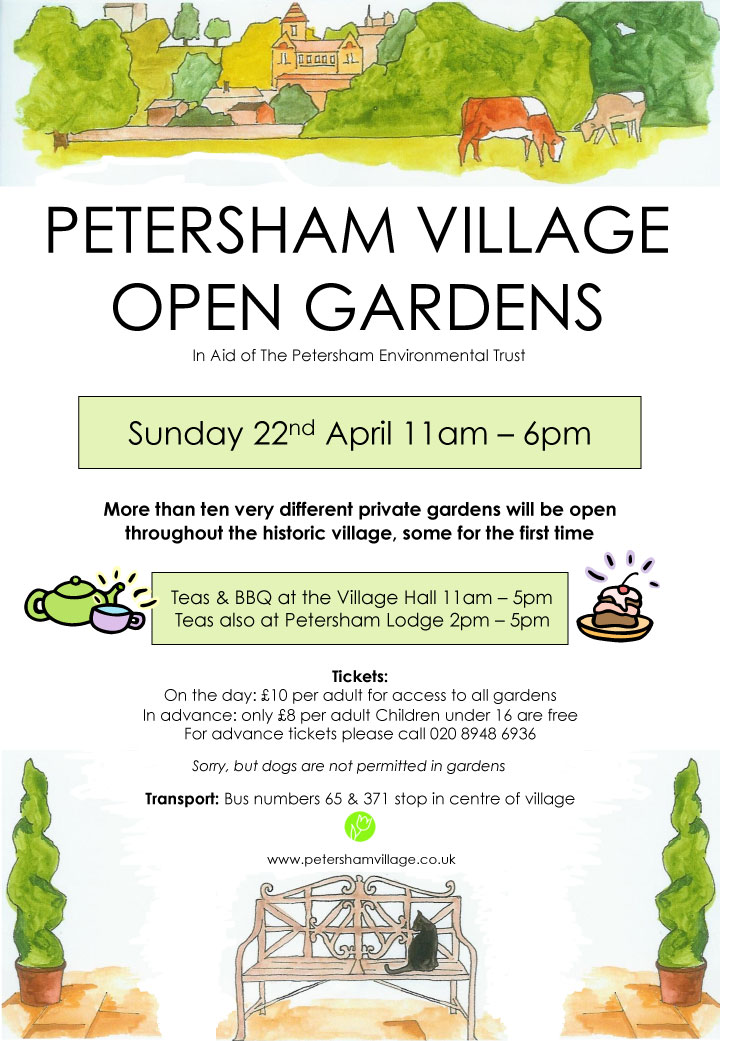 PETERSHAM VILLAGE
OPEN GARDENS
In Aid of The Petersham Environmental Trust
Sunday 22nd April 11am – 6pm
More than ten very different private gardens will be open
throughout the historic village, some for the first time
Teas & BBQ at the Village Hall 11am – 5pm
Teas also at Petersham Lodge 2pm – 5pm
Tickets:
On the day: £10 per adult for access to all gardens
In advance: only £8 per adult Children under 16 are free
For advance tickets please call 020 8948 6936
Sorry, but dogs are not permitted in gardens
Transport: Bus numbers 65 & 371 stop in centre of village
www.petershamvillage.co.uk